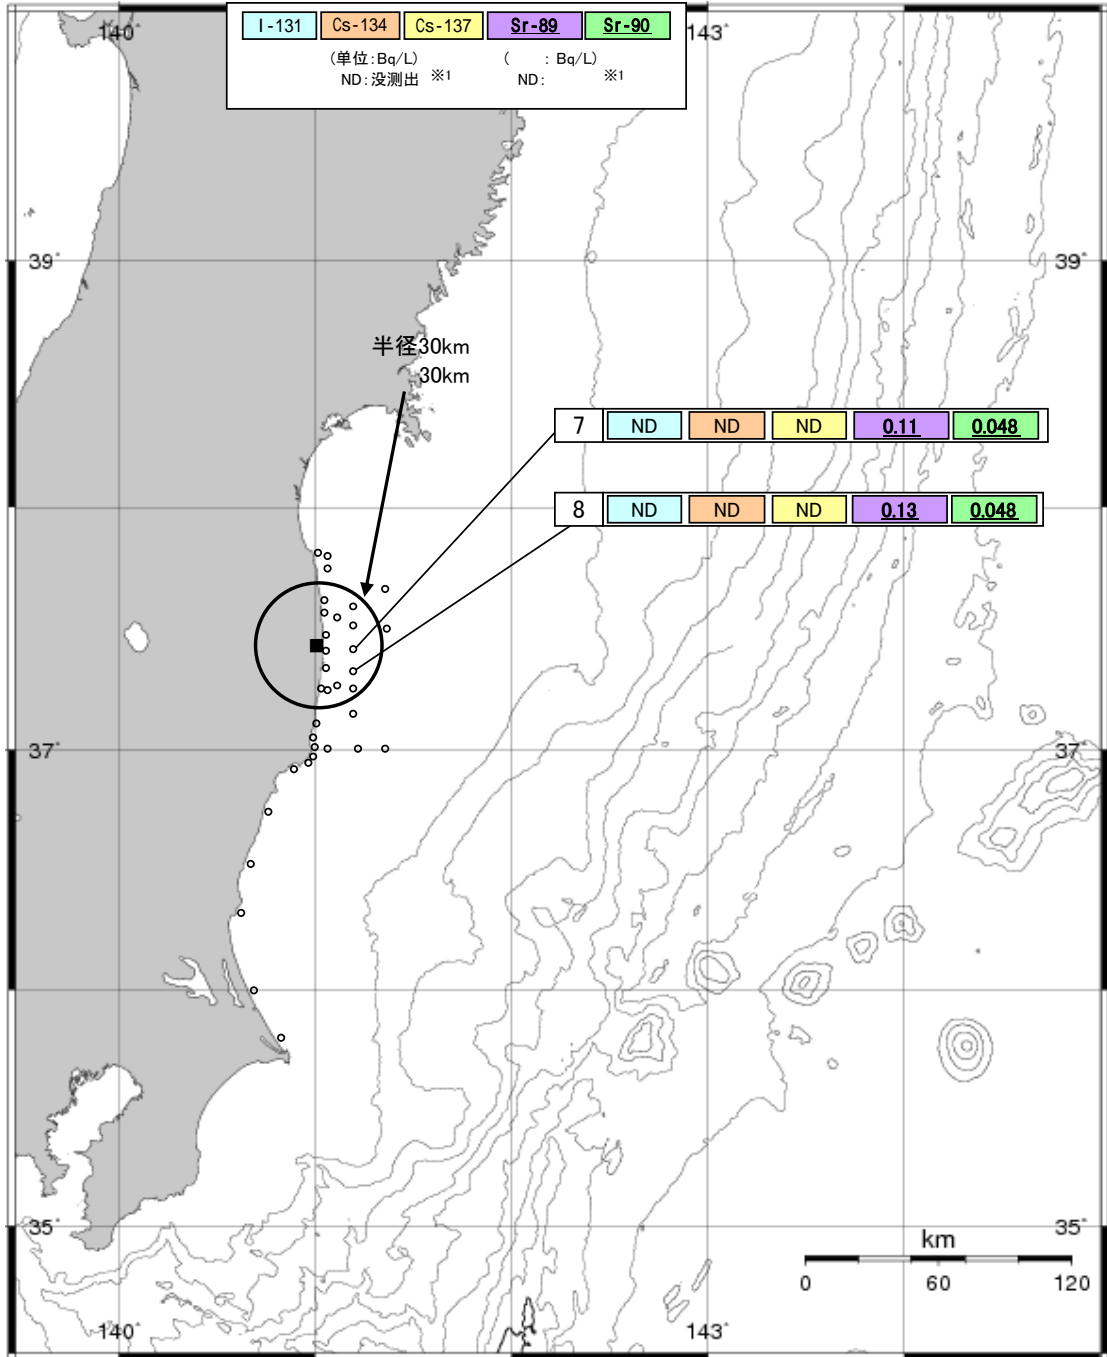 140°
143
I-131 Cs-134 Cs-137 Sr-89 Sr-90
(単位:Bq/L) ( : Bq/L)
ND:没測出 ※1 ND: ※1
39° 39°
半径30km
30km
7 ND ND ND 0.11 0.048
8 ND ND ND 0.13 0.048
37° 37°
35° 35°
km
0 60 120
140° 143